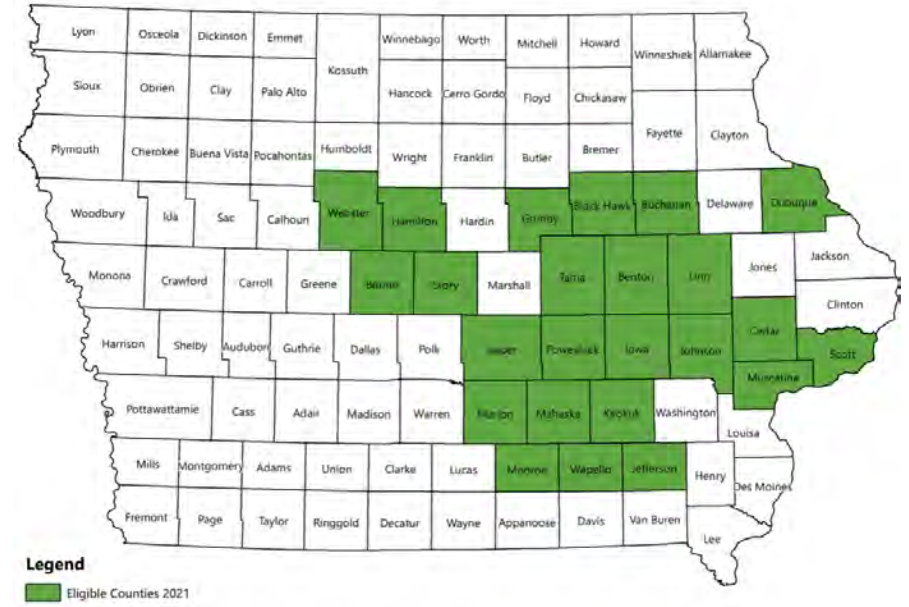 Lyon
Osceola
Dickinson
Emmet
Kossuth
Winnebago
Worth
Mitchell
Howard
Winneshiek
Allamakee
Sioux
Obrien
Clay
Palo Alto
Hancock
Cerro Gordo
Floyd
Chickasaw
Fayette
Clayton
Plymouth
Cherokee
Buena Vista
Pocahontas
Humboldt
Wright
Franklin
Butler
Bremer
Woodbury
Ida
Sac
Calhoun
Webster
Hamilton
Hardin
Grundy
Black Hawk
Buchanan
Delaware
Dubuque
Monona
Crawford
Carroll
Greene
Boone
Story
Marshall
Tama
Benton
Linn
Jones
Jackson
Clinton
Harrison
Shelby
Audubon
Guthrie
Dallas
Polk
Jasper
Poweshiek
Iowa
Johnson
Cedar
Scott
Muscatine
Pottawattamie
Cass
Adair
Madison
Warren
Marion
Mahaska
Keokuk
Washington
Louisa
Mills
Montgomery
Adams
Union
Clarke
Lucas
Monroe
Wapello
Jefferson
Henry
Des Moines
Fremont
Page
Taylor
Ringgold
Decatur
Wayne
Appanoose
Davis
Van Buren
Lee
Legend
Eligible Counties 2021